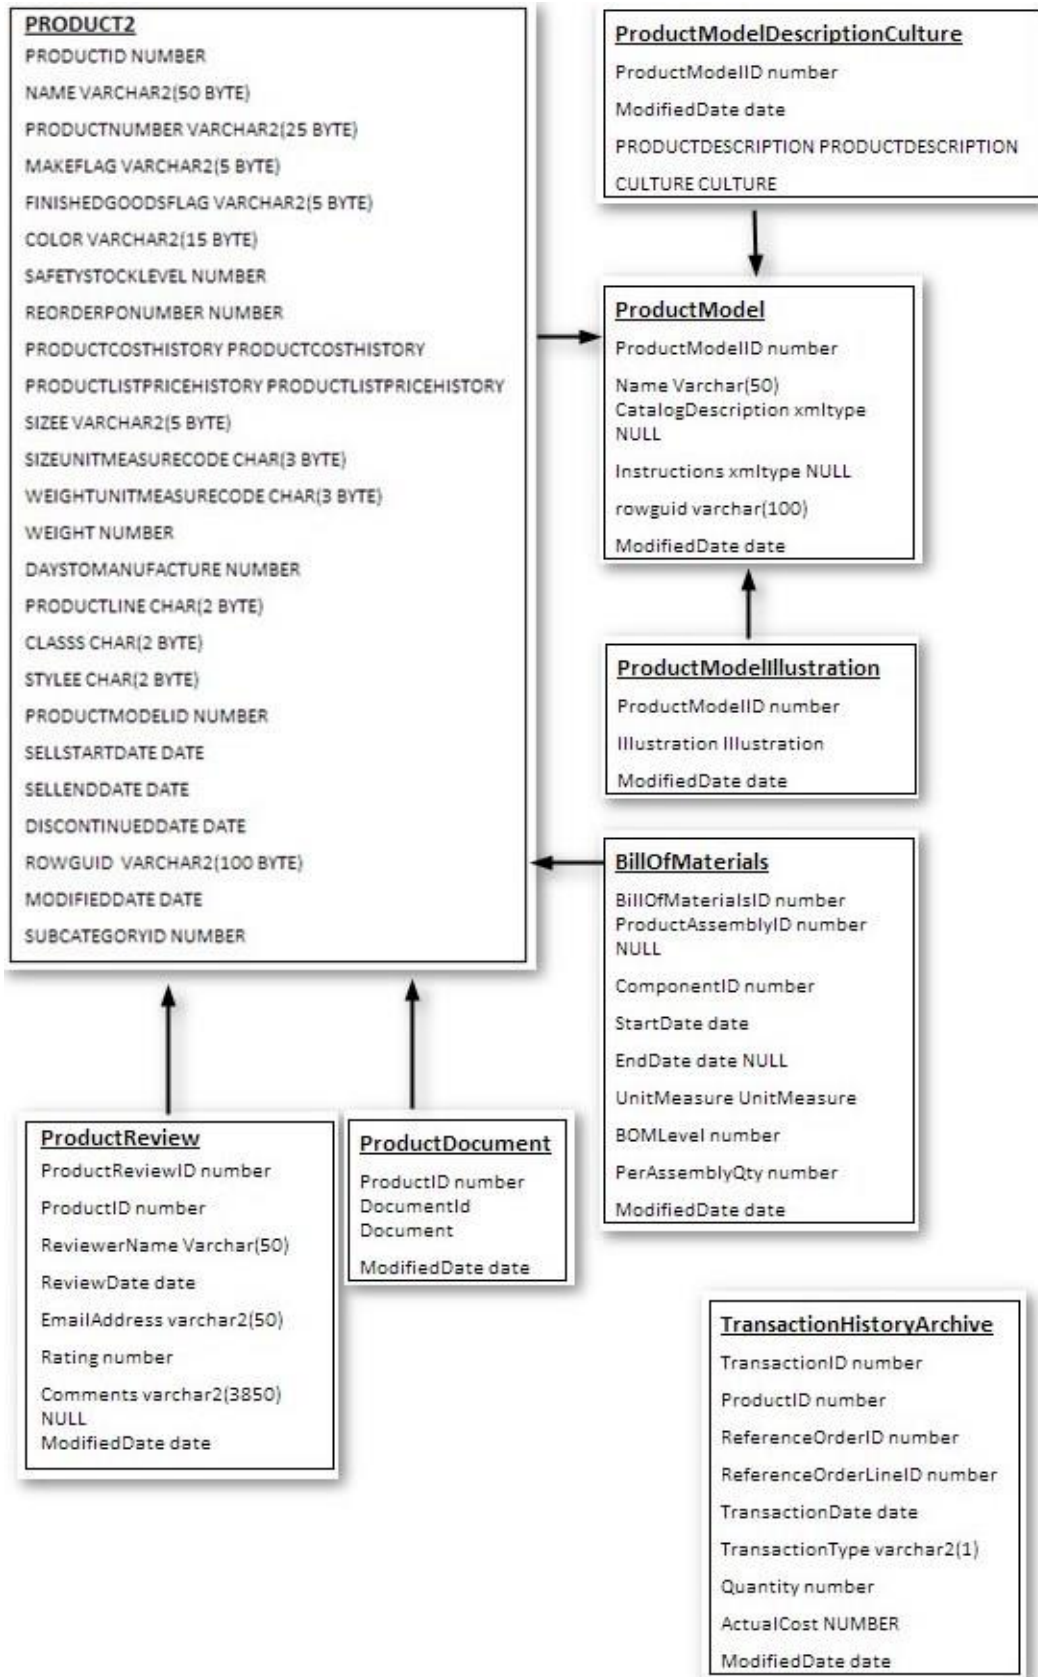 PRODUCT2
PRODUCTID NUMBER
NAME VARCHAR2(50 BYTE)
PRODUCTNUMBER VARCHAR2(25 BYTE)
MAKEFLAG VARCHAR2(5 BYTE)
FINISHEDGOODSFLAG VARCHAR2(5 BYTE)
COLOR VARCHAR2(15 BYTE)
SAFETYSTOCKLEVEL NUMBER
REORDERPONUMBER NUMBER
PRODUCTCOSTHISTORY PRODUCTCOSTHISTORY
PRODUCTLISTPRICEHISTORY PRODUCTLISTPRICEHISTORY
SIZEE VARCHAR2(5 BYTE)
SIZEUNITMEASURECODE CHAR(3 BYTE)
WEIGHTUNITMEASURECODE CHAR(3 BYTE)
WEIGHT NUMBER
DAYSTOMANUFACTURE NUMBER
PRODUCTLINE CHAR(2 BYTE)
CLASSS CHAR(2 BYTE)
STYLEE CHAR(2 BYTE)
PRODUCTMODELID NUMBER
SELLSTARTDATE DATE
SELLENDDATE DATE
DISCONTINUEDDATE DATE
ROWGUID VARCHAR2(100 BYTE)
MODIFIEDDATE DATE
SUBCATEGORYID NUMBER
ProductModelDescriptionCulture
ProductModelID number
ModifiedDate date
PRODUCTDESCRIPTION PRODUCTDESCRIPTION
CULTURE CULTURE
ProductModel
ProductModelID number
Name Varchar(50)
CatalogDescription xmltype
NULL
Instructions xmltype NULL
rowguid varchar(100)
ModifiedDate date
ProductModelIllustration
ProductModelID number
Illustration Illustration
ModifiedDate date
BillOfMaterials
BillOfMaterialsID number
ProductAssemblyID number
NULL
ComponentID number
StartDate date
EndDate date NULL
UnitMeasure UnitMeasure
BOMLevel number
PerAssemblyQty number
ModifiedDate date
ProductReview
ProductReviewID number
ProductID number
ReviewerName Varchar(50)
ReviewDate date
EmailAddress varchar2(50)
Rating number
Comments varchar2(3850)
NULL
ModifiedDate date
ProductDocument
ProductID number
DocumentId
Document
ModifiedDate date
TransactionHistoryArchive
TransactionID number
ProductID number
ReferenceOrderID number
ReferenceOrderLineID number
TransactionDate date
TransactionType varchar2(1)
Quantity number
ActualCost NUMBER
ModifiedDate date